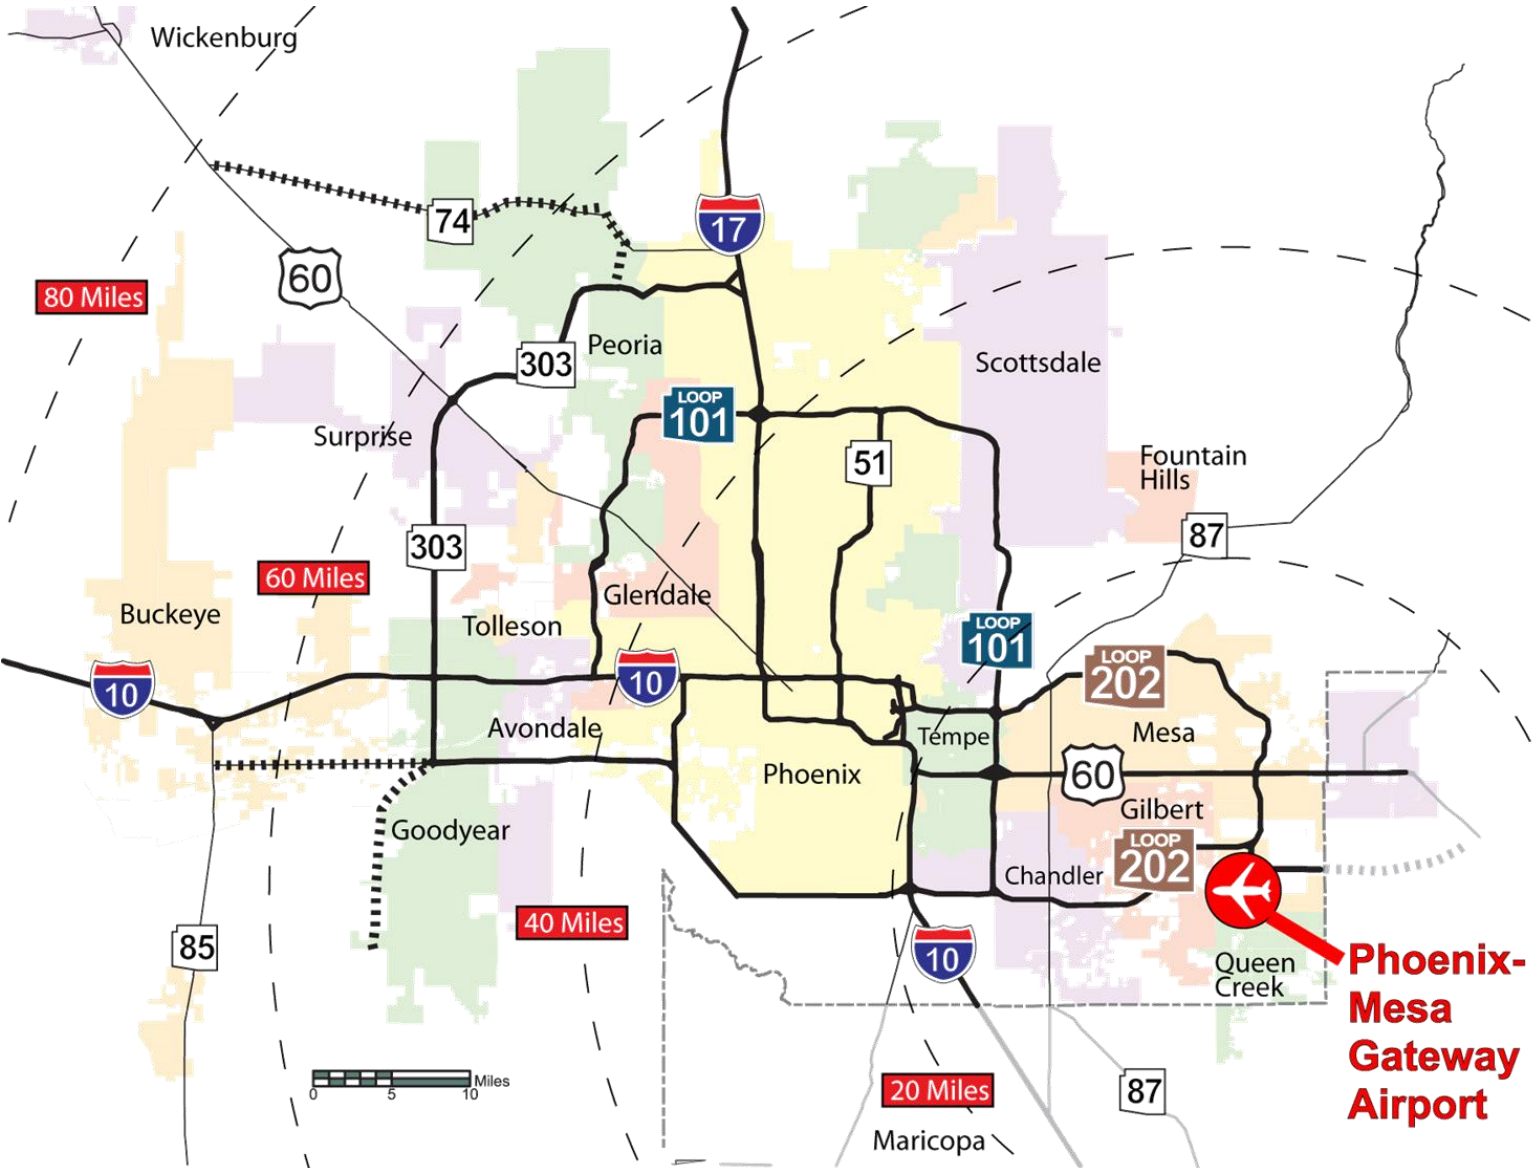 Wickenburg
74
17
60
80 Miles
Peoria
303
Scottsdale
LOOP
101
Surprise
51
Fountain
Hills
303
87
60 Miles
Glendale
Buckeye
Tolleson
LOOP
101
LOOP
202
10
10
Avondale
Tempe
Mesa
Phoenix
60
Gilbert
Goodyear
LOOP
202
Chandler
40 Miles
85
10
Queen
Creek
Phoenix-
Mesa
Gateway
Airport
Miles
0 5 10
20 Miles
87
Maricopa